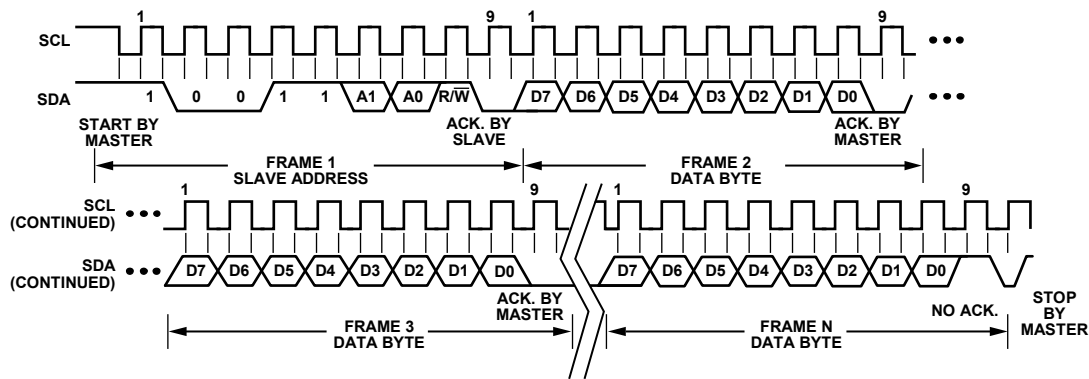 1 9 1 9
SCL •••
SDA 1 0 0 1 1 A1 A0 R/W̅ D7 D6 D5 D4 D3 D2 D1 D0 •••
START BY
MASTER
ACK. BY
SLAVE
ACK. BY
MASTER
FRAME 1
SLAVE ADDRESS
FRAME 2
DATA BYTE
1 9 1 9
SCL
(CONTINUED) •••
SDA
(CONTINUED) ••• D7 D6 D5 D4 D3 D2 D1 D0 D7 D6 D5 D4 D3 D2 D1 D0
ACK. BY
MASTER
NO ACK.
STOP
BY
MASTER
FRAME 3
DATA BYTE
FRAME N
DATA BYTE